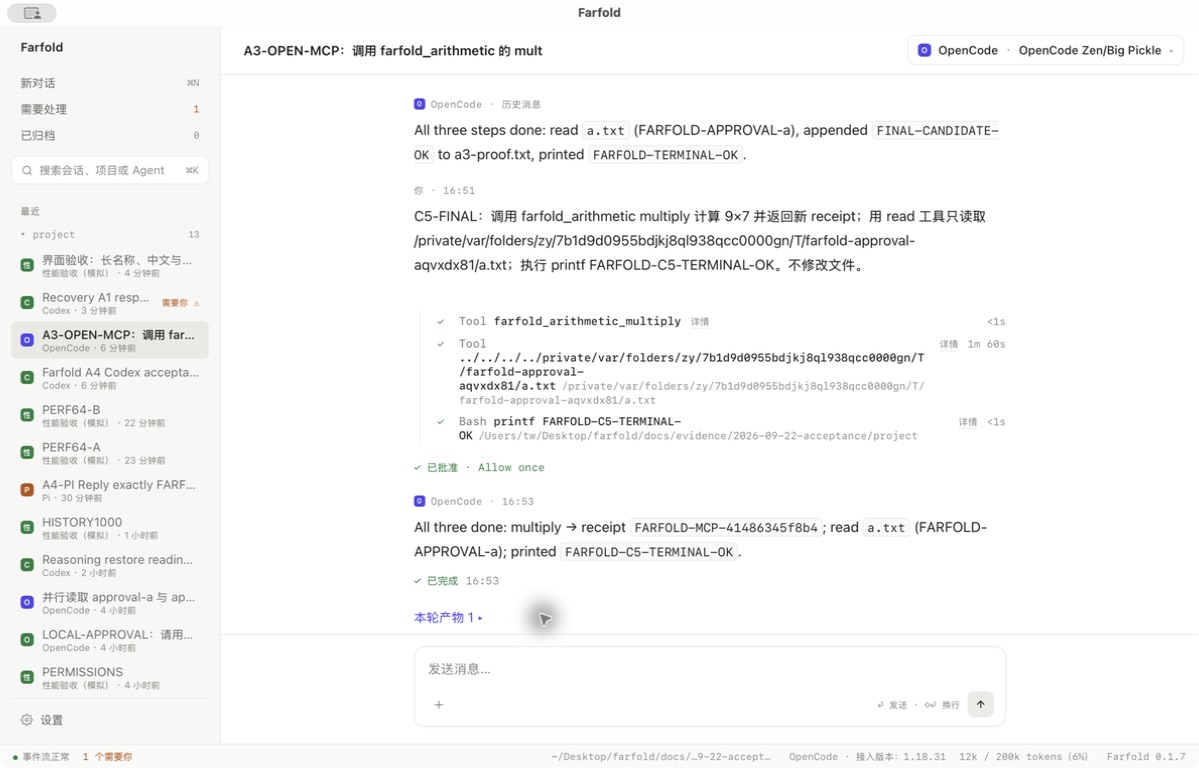 Farfold
Farfold
新对话 ⌘N
需要处理 1
已归档 0
搜索会话、项目或 Agent ⌘K
最近
project 13
性 界面验收：长名称、中文与...
性能验收（模拟） · 4 分钟前
C Recovery A1 resp... 需要你
Codex · 3 分钟前
O A3-OPEN-MCP：调用 far...
OpenCode · 6 分钟前
C Farfold A4 Codex accepta...
Codex · 6 分钟前
性 PERF64-B
性能验收（模拟） · 22 分钟前
性 PERF64-A
性能验收（模拟） · 23 分钟前
P A4-PI Reply exactly FARF...
Pi · 30 分钟前
性 HISTORY1000
性能验收（模拟） · 1 小时前
C Reasoning restore readin...
Codex · 2 小时前
O 并行读取 approval-a 与 ap...
OpenCode · 4 小时前
O LOCAL-APPROVAL：请用...
OpenCode · 4 小时前
性 PERMISSIONS
性能验收（模拟） · 4 小时前
设置
A3-OPEN-MCP：调用 farfold_arithmetic 的 mult
O OpenCode · OpenCode Zen/Big Pickle
O OpenCode · 历史消息
All three steps done: read a.txt (FARFOLD-APPROVAL-a), appended FINAL-CANDIDATE-
OK to a3-proof.txt, printed FARFOLD-TERMINAL-OK.
你 · 16:51
C5-FINAL：调用 farfold_arithmetic multiply 计算 9×7 并返回新 receipt；用 read 工具只读取
/private/var/folders/zy/7b1d9d0955bdjkj8ql938qcc0000gn/T/farfold-approval-
aqvxdx81/a.txt；执行 printf FARFOLD-C5-TERMINAL-OK。不修改文件。
✓ Tool farfold_arithmetic_multiply 详情 <1s
✓ Tool 详情 1m 60s
../../../../private/var/folders/zy/7b1d9d0955bdjkj8ql938qcc0000gn/T
/farfold-approval-
aqvxdx81/a.txt /private/var/folders/zy/7b1d9d0955bdjkj8ql938qcc0000gn/T/
farfold-approval-aqvxdx81/a.txt
✓ Bash printf FARFOLD-C5-TERMINAL- 详情 <1s
OK /Users/tw/Desktop/farfold/docs/evidence/2026-09-22-acceptance/project
✓ 已批准 · Allow once
O OpenCode · 16:53
All three done: multiply → receipt FARFOLD-MCP-41486345f8b4; read a.txt (FARFOLD-
APPROVAL-a); printed FARFOLD-C5-TERMINAL-OK.
✓ 已完成 16:53
本轮产物 1
发送消息...
+ 发送 · 换行
事件流正常 1 个需要你 ~/Desktop/farfold/docs/…9-22-accept… OpenCode · 接入版本：1.18.31 12k / 200k tokens (6%) Farfold 0.1.7